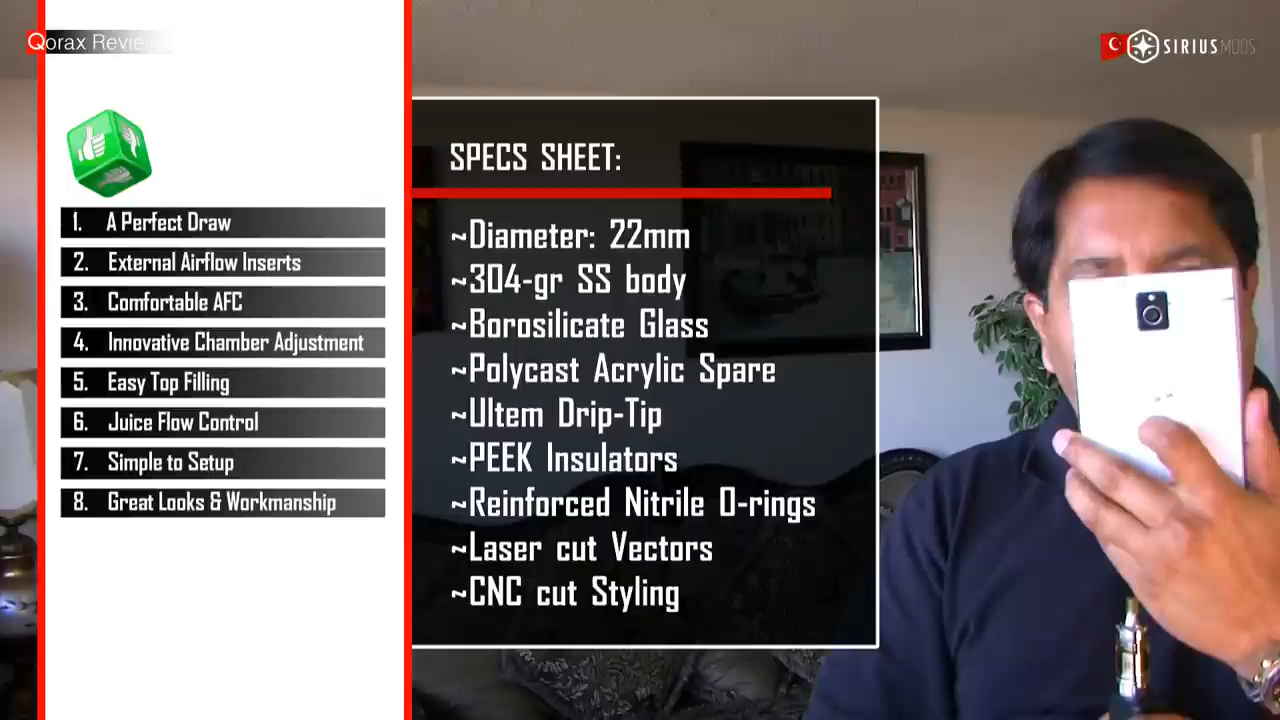 Qorax Review
SIRIUSMODS
1. A Perfect Draw
2. External Airflow Inserts
3. Comfortable AFC
4. Innovative Chamber Adjustment
5. Easy Top Filling
6. Juice Flow Control
7. Simple to Setup
8. Great Looks & Workmanship
SPECS SHEET:
~Diameter: 22mm
~304-gr SS body
~Borosilicate Glass
~Polycast Acrylic Spare
~Ultem Drip-Tip
~PEEK Insulators
~Reinforced Nitrile O-rings
~Laser cut Vectors
~CNC cut Styling